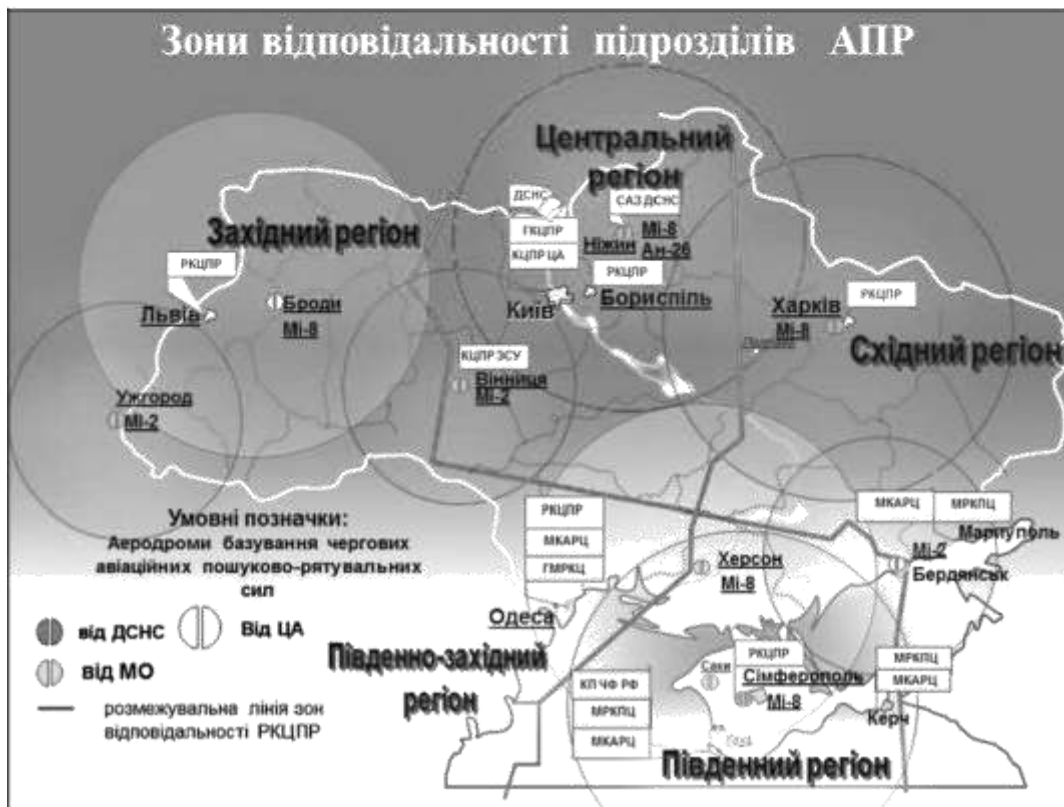 Зони відповідальності підрозділів АПР
Центральний
регіон
ДСНС
САЗ ДСНС
ГКЦПР
КЦПР ЦА
Ніжин
Мі-8
Ан-26
Західний регіон
РКЦПР
Львів
Броди
Мі-8
РКЦПР
Київ
Бориспіль
Харків
Мі-8
РКЦПР
Східний регіон
КЦПР ЗСУ
Вінниця
Мі-2
Ужгород
Мі-2
Умовні позначки:
Аеродроми базування чергових
авіаційних пошуково-рятувальних
сил
від ДСНС
Від ЦА
від МО
розмежувальна лінія зон
відповідальності РКЦПР
РКЦПР
МКАРЦ
ГМРКЦ
Одеса
Південно-західний
регіон
Херсон
Мі-8
МКАРЦ
МРКПЦ
Мариуполь
Мі-2
Бердянськ
КП ЧФ РФ
МРКПЦ
МКАРЦ
РКЦПР
Саки
Сімферополь
Мі-8
МРКПЦ
МКАРЦ
Керч
Південний регіон